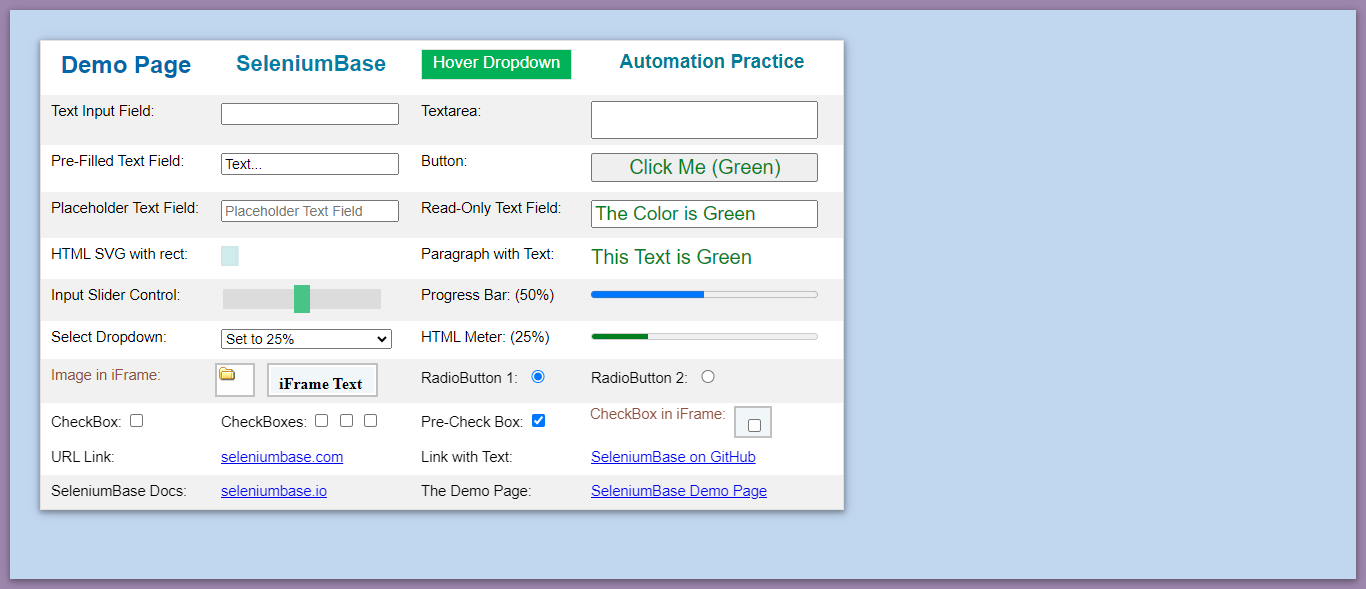 Demo Page SeleniumBase Hover Dropdown Automation Practice
Text Input Field: Textarea:
Pre-Filled Text Field: Text... Button: Click Me (Green)
Placeholder Text Field: Placeholder Text Field Read-Only Text Field: The Color is Green
HTML SVG with rect: Paragraph with Text: This Text is Green
Input Slider Control: Progress Bar: (50%)
Select Dropdown: Set to 25% HTML Meter: (25%)
Image in iFrame: iFrame Text RadioButton 1: RadioButton 2:
CheckBox: CheckBoxes: Pre-Check Box: CheckBox in iFrame:
URL Link: seleniumbase.com Link with Text: SeleniumBase on GitHub
SeleniumBase Docs: seleniumbase.io The Demo Page: SeleniumBase Demo Page